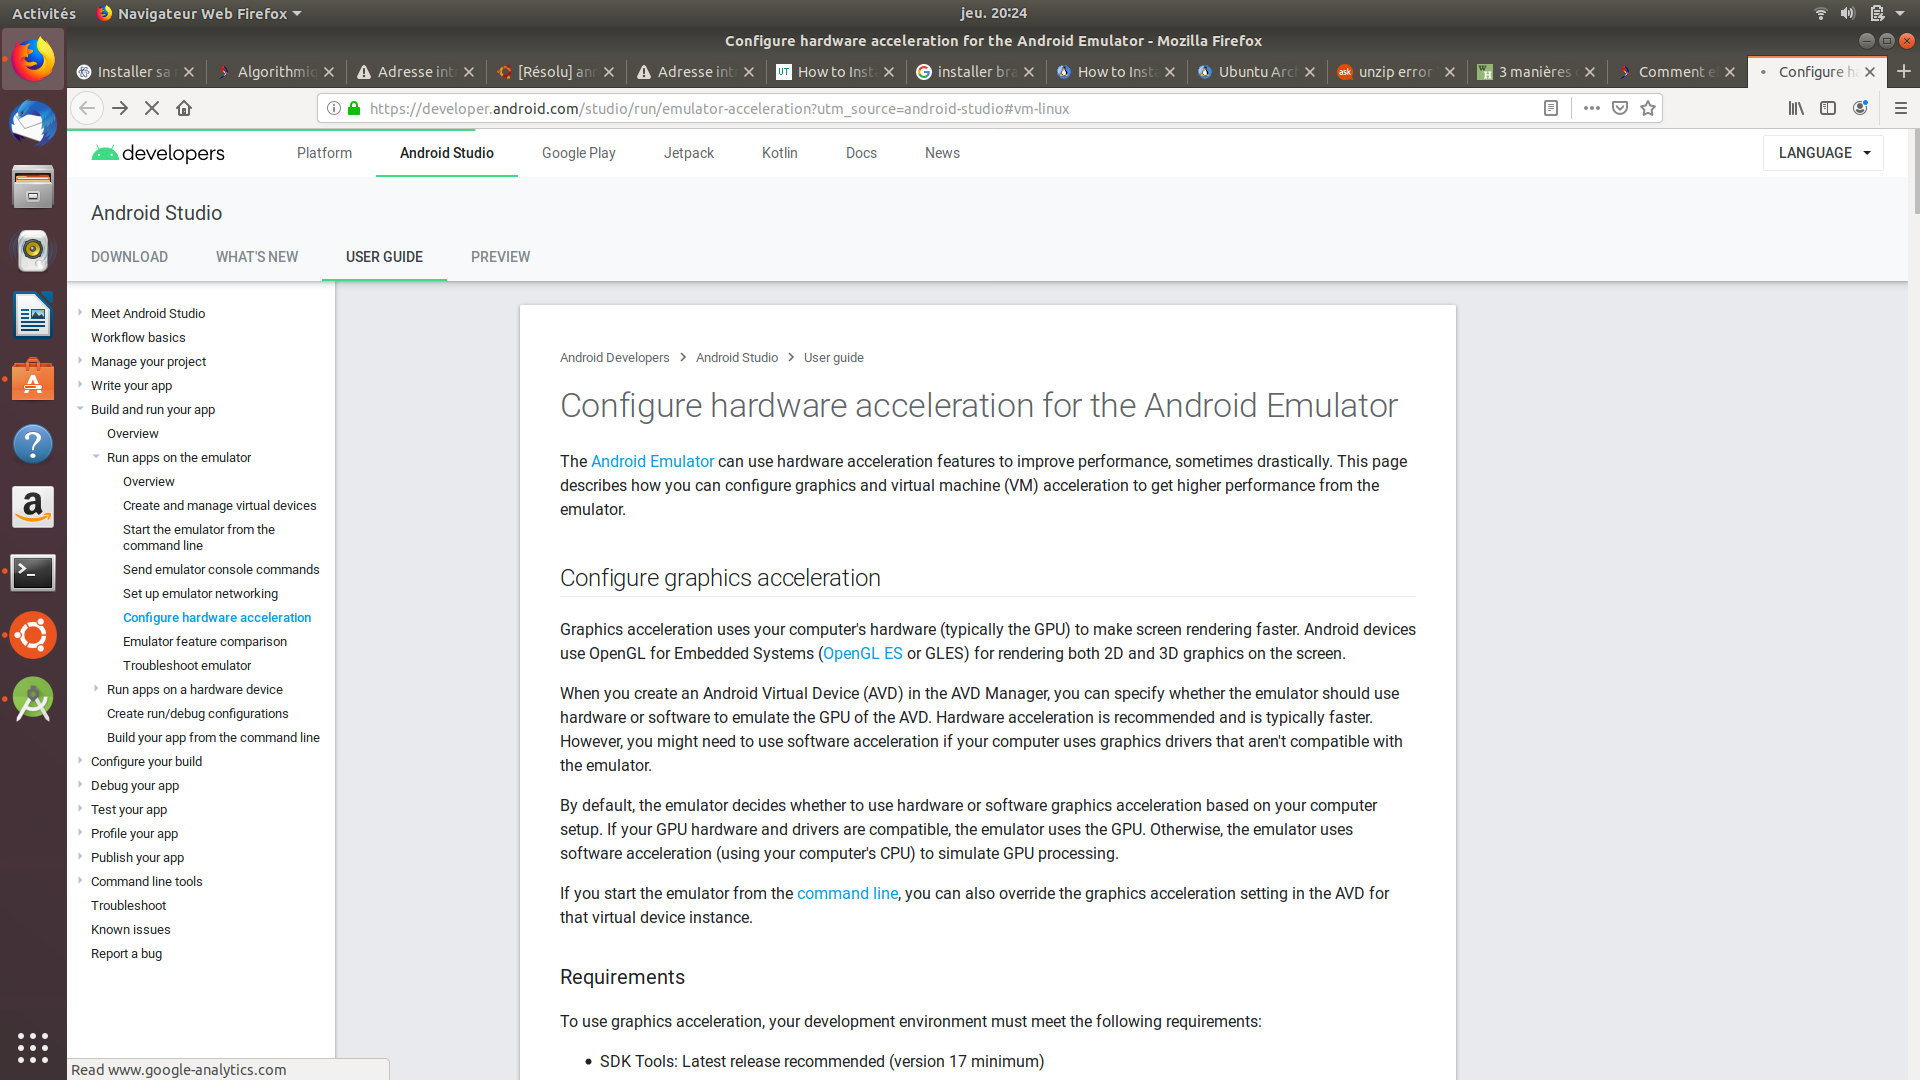 Activités
Navigateur Web Firefox
jeu. 20:24
Configure hardware acceleration for the Android Emulator - Mozilla Firefox
Installer sa
Algorithmiq
Adresse int
[Résolu] ann
Adresse int
How to Insta
installer bra
How to Insta
Ubuntu Arc
unzip error
3 manières
Comment e
Configure ha
https://developer.android.com/studio/run/emulator-acceleration?utm_source=android-studio#vm-linux
developers
Platform
Android Studio
Google Play
Jetpack
Kotlin
Docs
News
LANGUAGE
Android Studio
DOWNLOAD
WHAT'S NEW
USER GUIDE
PREVIEW
Meet Android Studio
Workflow basics
Manage your project
Write your app
Build and run your app
Overview
Run apps on the emulator
Overview
Create and manage virtual devices
Start the emulator from the
command line
Send emulator console commands
Set up emulator networking
Configure hardware acceleration
Emulator feature comparison
Troubleshoot emulator
Run apps on a hardware device
Create run/debug configurations
Build your app from the command line
Configure your build
Debug your app
Test your app
Profile your app
Publish your app
Command line tools
Troubleshoot
Known issues
Report a bug
Android Developers
Android Studio
User guide
Configure hardware acceleration for the Android Emulator
The Android Emulator can use hardware acceleration features to improve performance, sometimes drastically. This page
describes how you can configure graphics and virtual machine (VM) acceleration to get higher performance from the
emulator.
Configure graphics acceleration
Graphics acceleration uses your computer's hardware (typically the GPU) to make screen rendering faster. Android devices
use OpenGL for Embedded Systems (OpenGL ES or GLES) for rendering both 2D and 3D graphics on the screen.
When you create an Android Virtual Device (AVD) in the AVD Manager, you can specify whether the emulator should use
hardware or software to emulate the GPU of the AVD. Hardware acceleration is recommended and is typically faster.
However, you might need to use software acceleration if your computer uses graphics drivers that aren't compatible with
the emulator.
By default, the emulator decides whether to use hardware or software graphics acceleration based on your computer
setup. If your GPU hardware and drivers are compatible, the emulator uses the GPU. Otherwise, the emulator uses
software acceleration (using your computer's CPU) to simulate GPU processing.
If you start the emulator from the command line, you can also override the graphics acceleration setting in the AVD for
that virtual device instance.
Requirements
To use graphics acceleration, your development environment must meet the following requirements:
• SDK Tools: Latest release recommended (version 17 minimum)
Read www.google-analytics.com